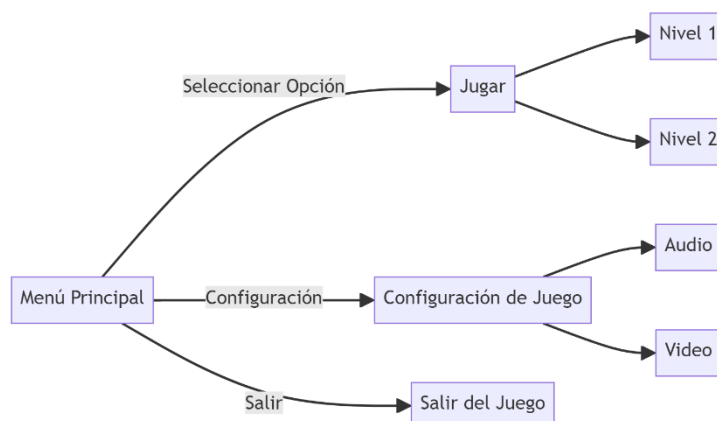 Nivel 1
Seleccionar Opción
Jugar
Nivel 2
Audio
Menú Principal
Configuración
Configuración de Juego
Video
Salir
Salir del Juego